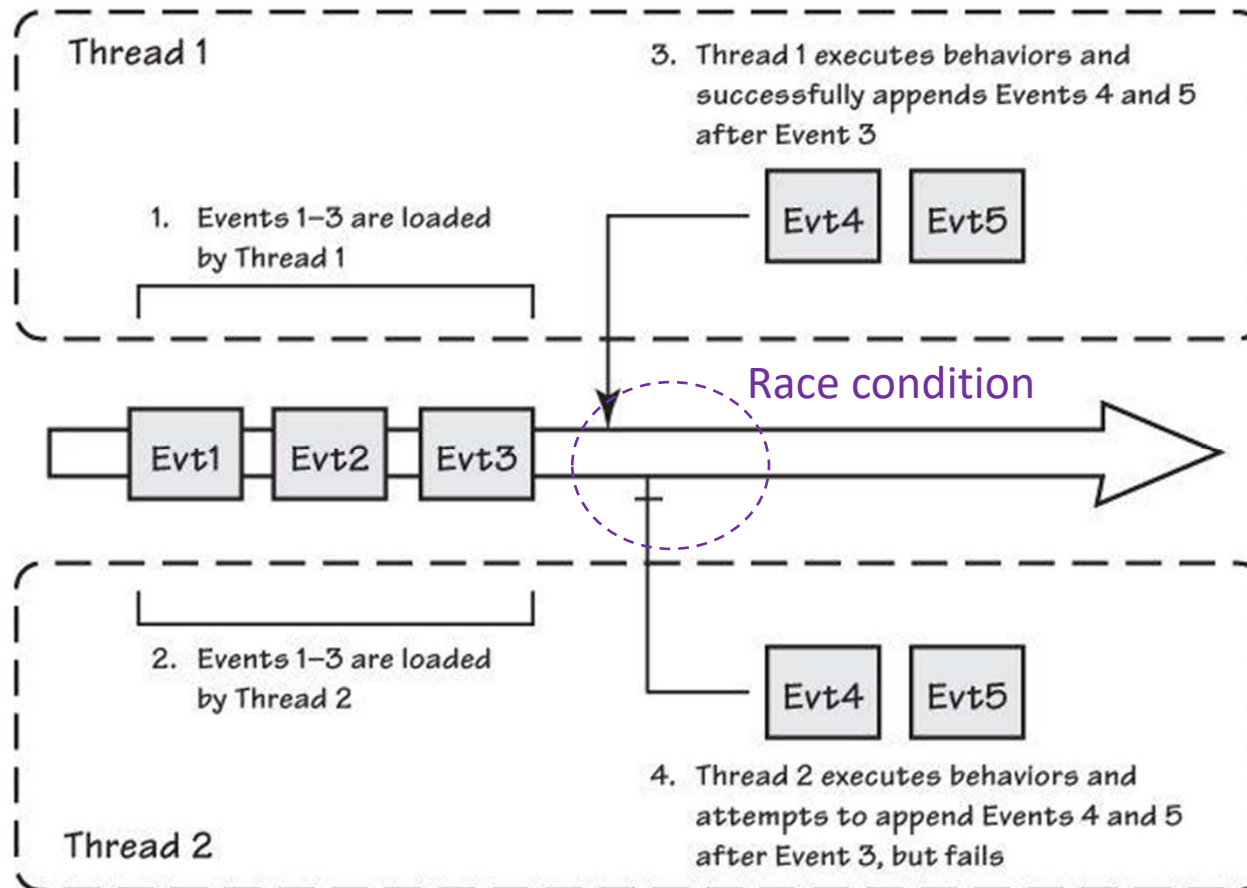 Thread 1
3. Thread 1 executes behaviors and
successfully appends Events 4 and 5
after Event 3
1. Events 1–3 are loaded
by Thread 1
Evt4 Evt5
Race condition
Evt1 Evt2 Evt3
2. Events 1–3 are loaded
by Thread 2
Evt4 Evt5
4. Thread 2 executes behaviors and
attempts to append Events 4 and 5
after Event 3, but fails
Thread 2